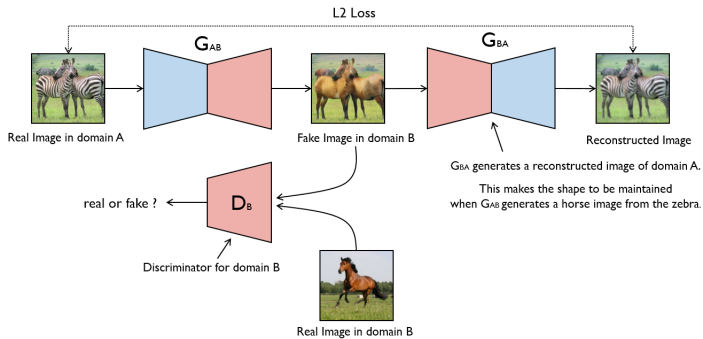 L2 Loss
GAB
GBA
Real Image in domain A
Fake Image in domain B
Reconstructed Image
GBA generates a reconstructed image of domain A.
This makes the shape to be maintained
when GAB generates a horse image from the zebra.
real or fake ?
DB
Discriminator for domain B
Real Image in domain B